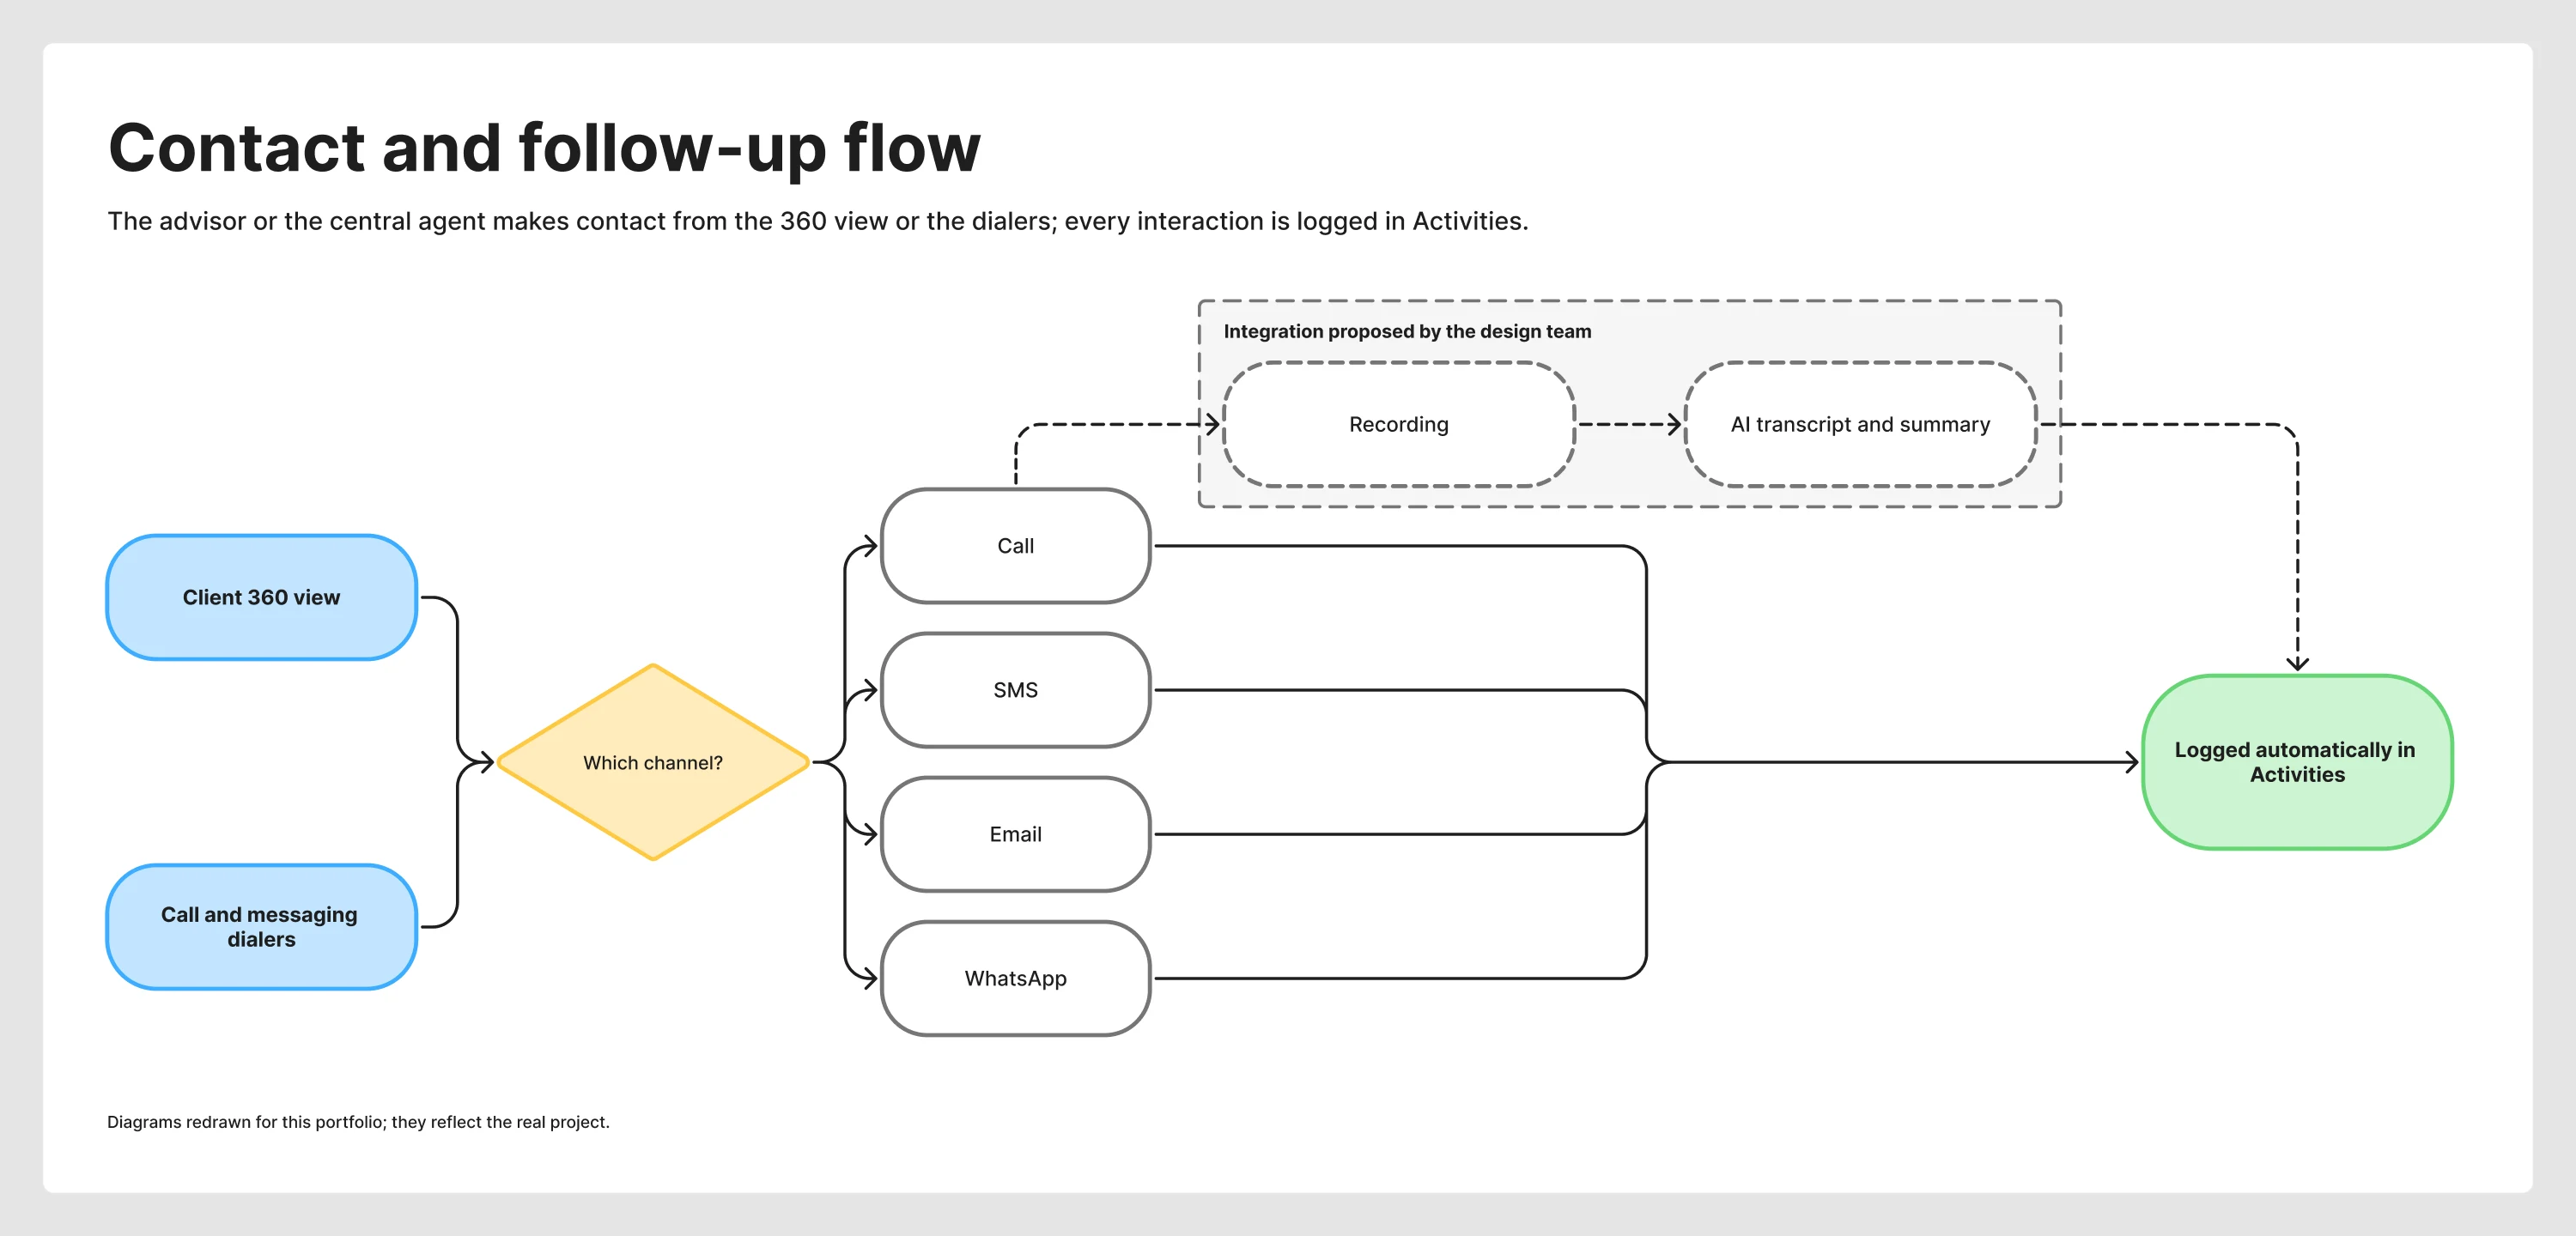 Contact and follow-up flow
The advisor or the central agent makes contact from the 360 view or the dialers; every interaction is logged in Activities.
Integration proposed by the design team
Recording
AI transcript and summary
Call
Client 360 view
SMS
Which channel?
Logged automatically in
Activities
Email
Call and messaging
dialers
WhatsApp
Diagrams redrawn for this portfolio; they reflect the real project.